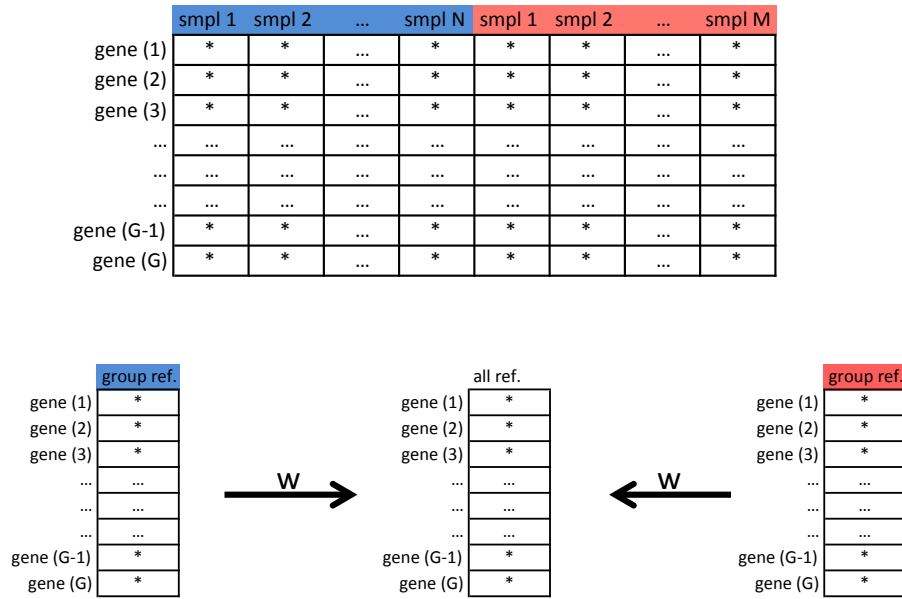 smpl 1 smpl 2 ... smpl N smpl 1 smpl 2 ... smpl M
gene (1) * * ... * * * ... *
gene (2) * * ... * * * ... *
gene (3) * * ... * * * ... *
... ... ... ... ... ... ... ... ...
... ... ... ... ... ... ... ... ...
... ... ... ... ... ... ... ... ...
gene (G-1) * * ... * * * ... *
gene (G) * * ... * * * ... *
group ref.
gene (1) *
gene (2) *
gene (3) *
... ...
... ...
... ...
gene (G-1) *
gene (G) *
W
all ref.
gene (1) *
gene (2) *
gene (3) *
... ...
... ...
... ...
gene (G-1) *
gene (G) *
W
group ref.
gene (1) *
gene (2) *
gene (3) *
... ...
... ...
... ...
gene (G-1) *
gene (G) *